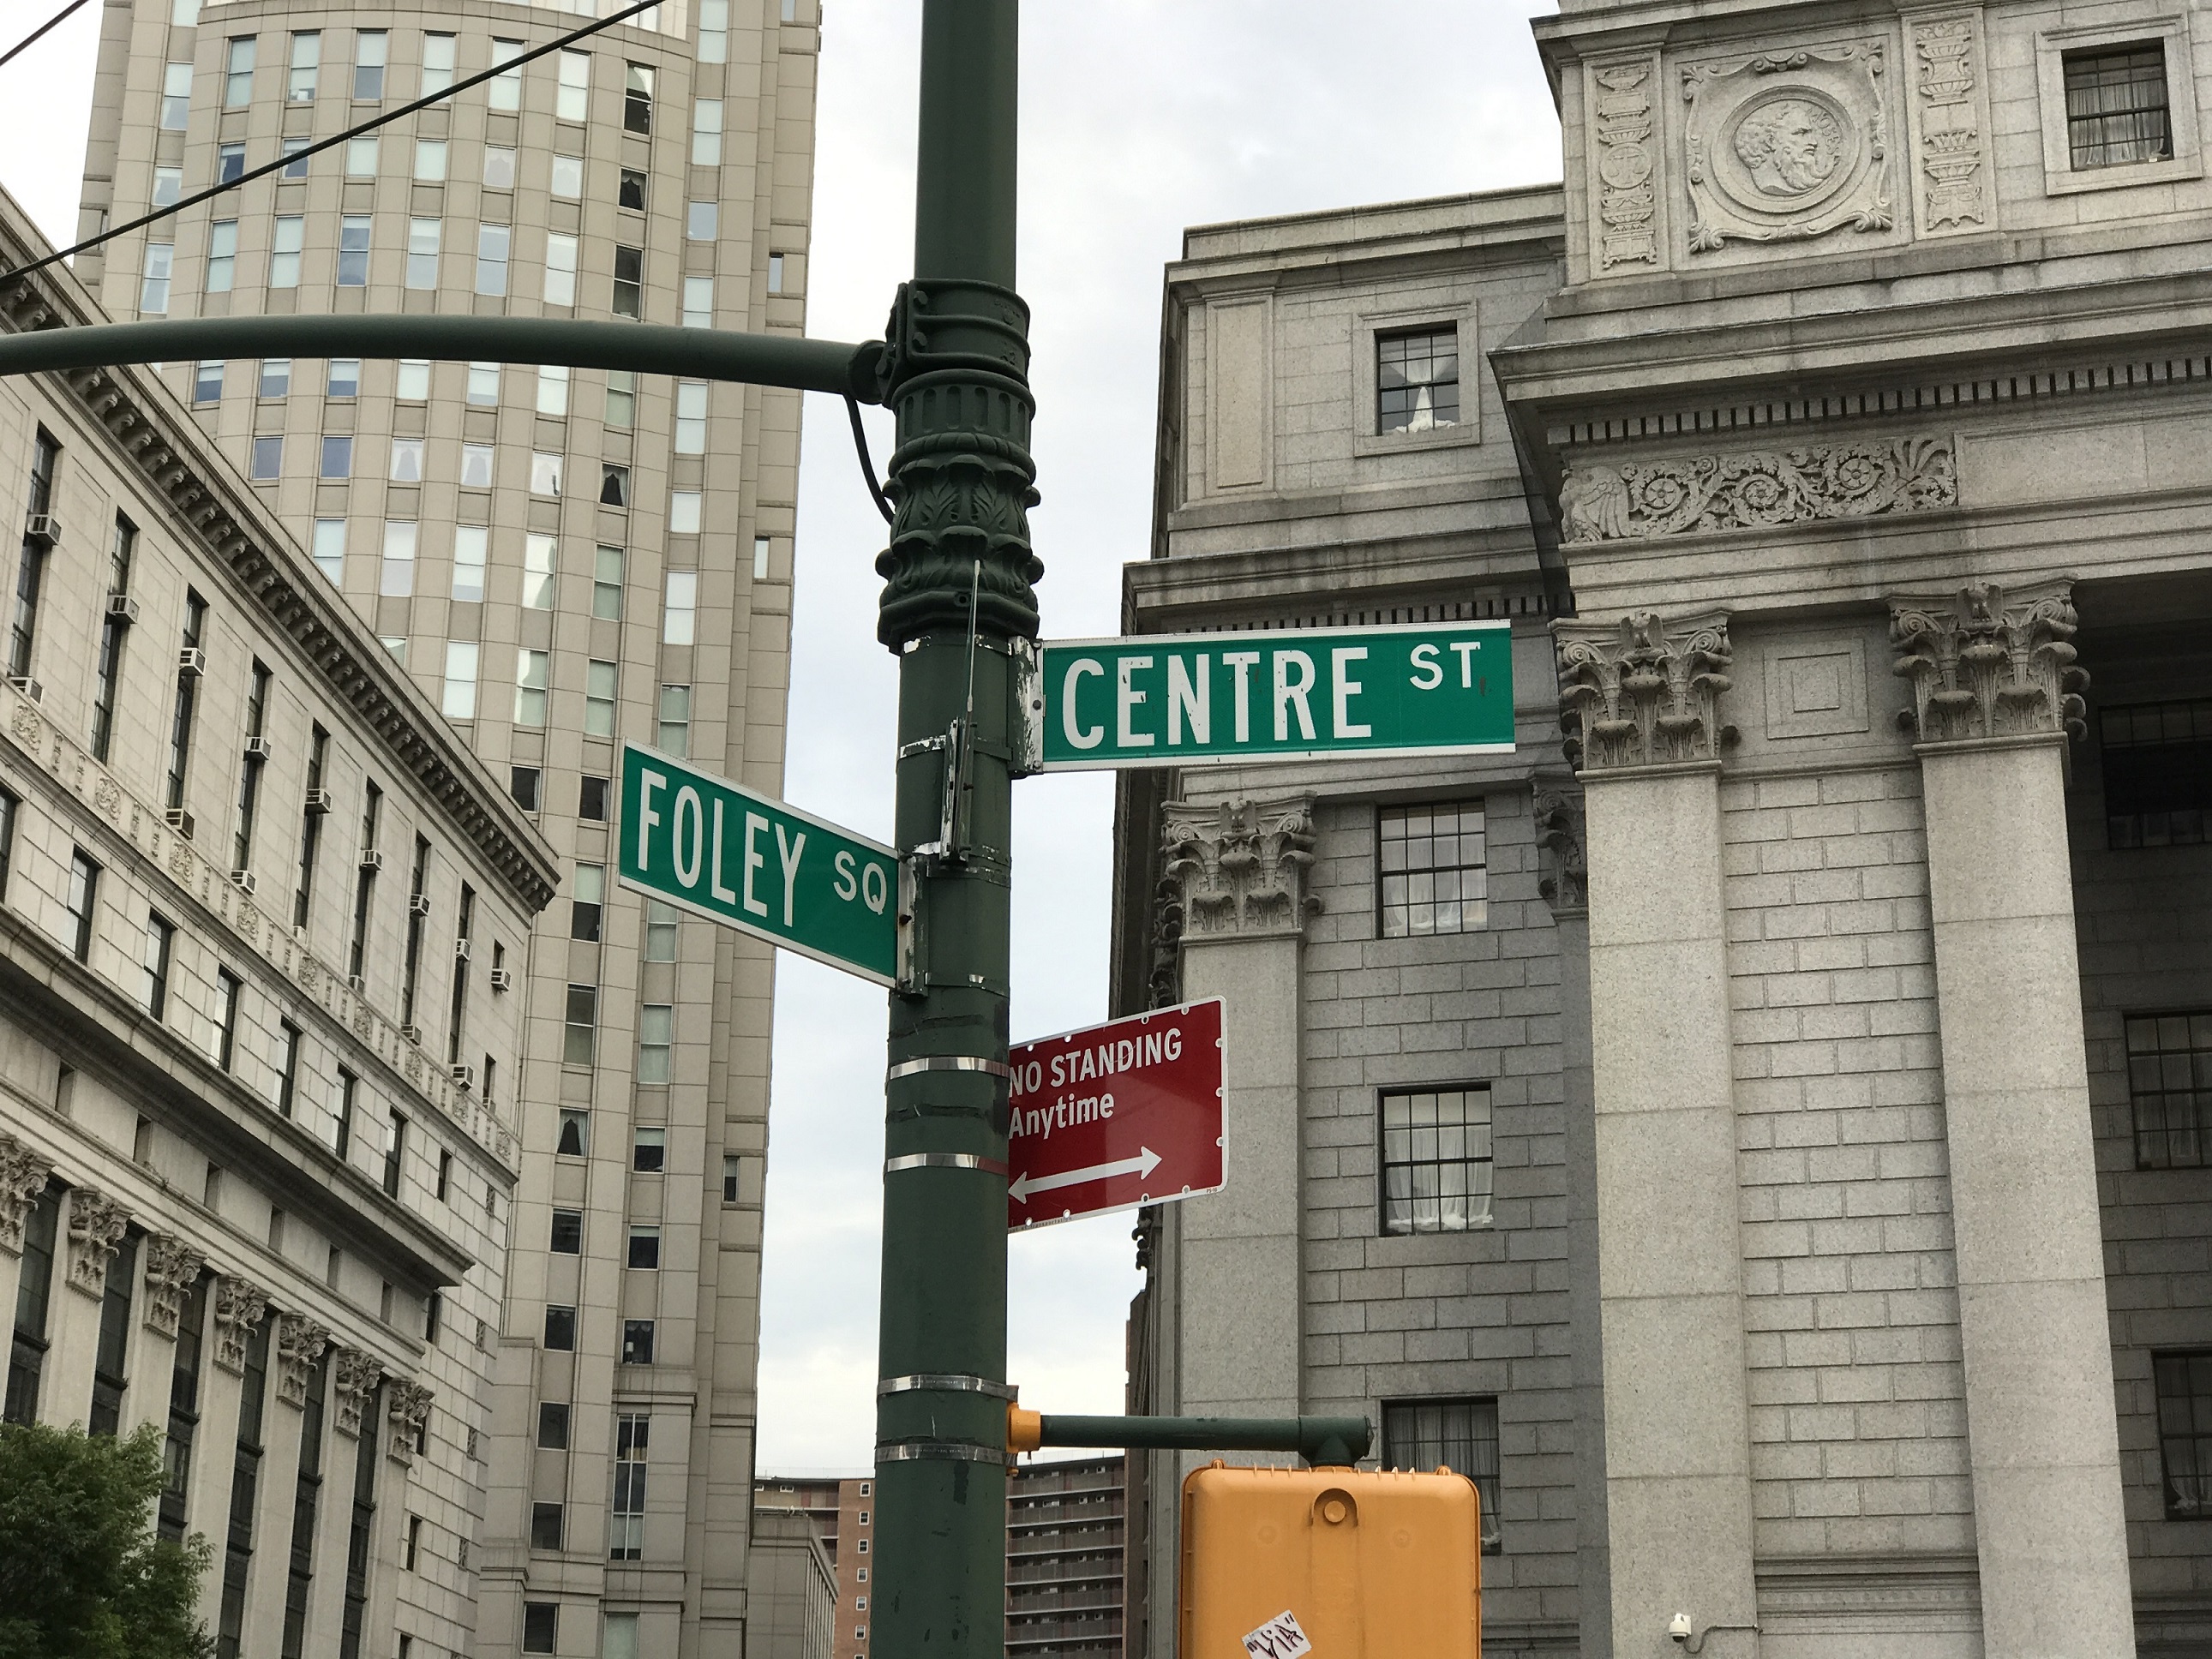 CENTRE ST
FOLEY SQ
NO STANDING
Anytime